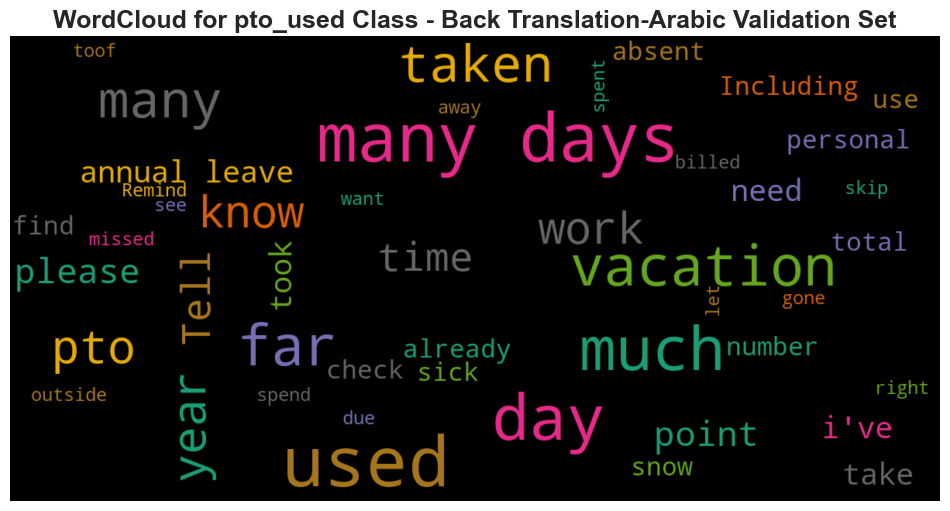 WordCloud for pto_used Class - Back Translation-Arabic Validation Set
toof
taken
absent
many
away
spent
Including
use
many days
personal
annual leave
billed
Remind
need
skip
see
know
want
find
missed
work
total
time
please
Tell
took
vacation
let
gone
pto
far
already
much
number
check
sick
outside
year
spend
right
due
day
point
i've
used
snow
take